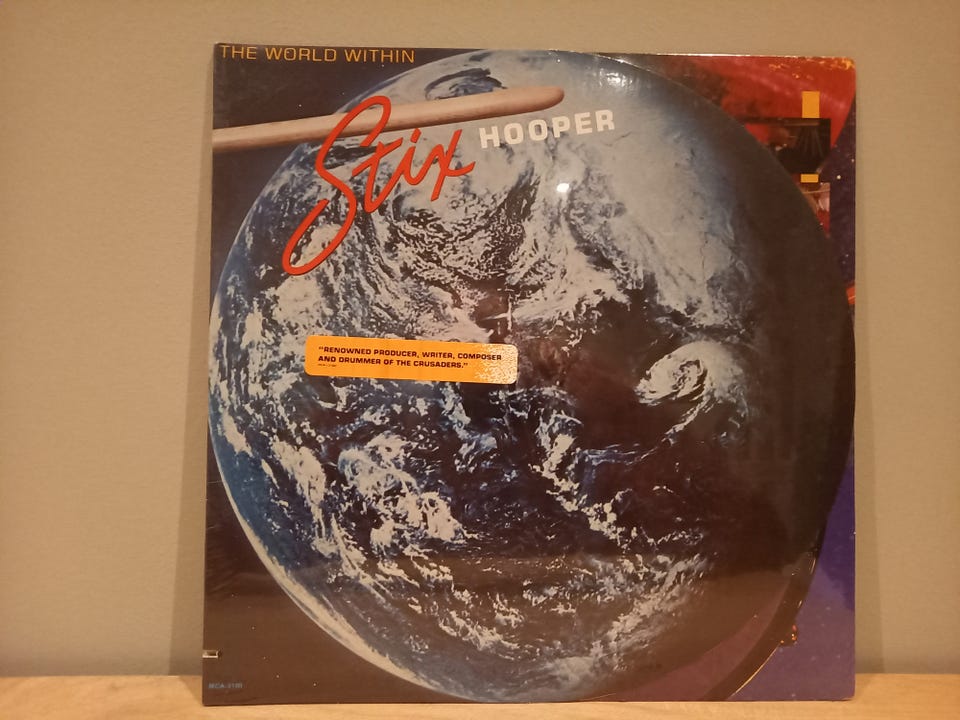 THE WORLD WITHIN
Stix HOOPER
"RENOWNED PRODUCER, WRITER, COMPOSER
AND DRUMMER OF THE CRUSADERS."